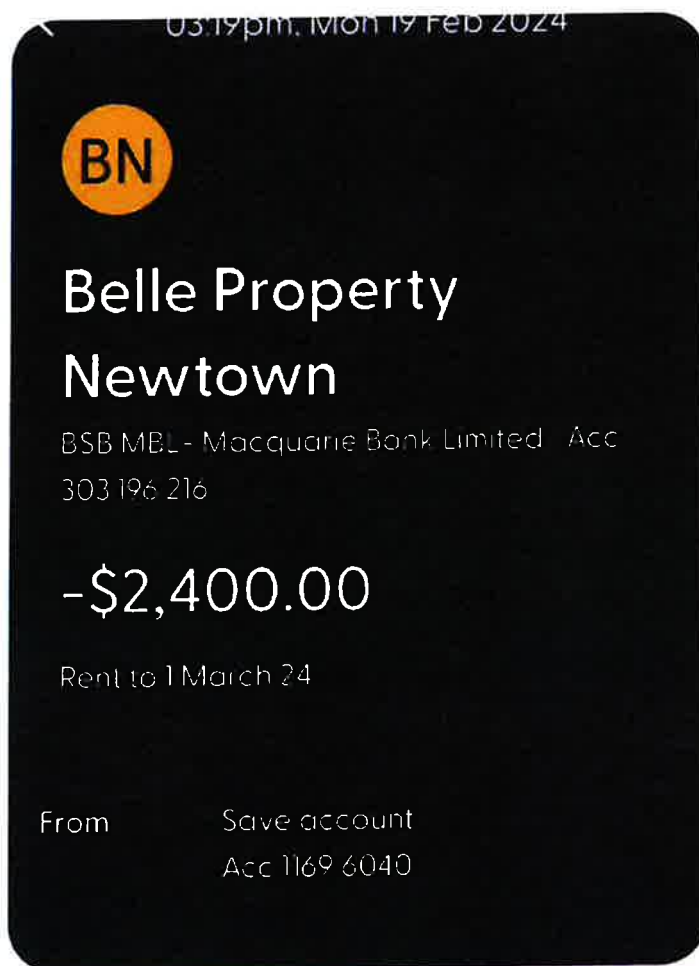 03:19pm, Mon 19 Feb 2024
BN
Belle Property
Newtown
BSB MBL - Macquarie Bank Limited Acc
303 196 216
-$2,400.00
Rent to 1 March 24
From Save account
Acc 1169 6040